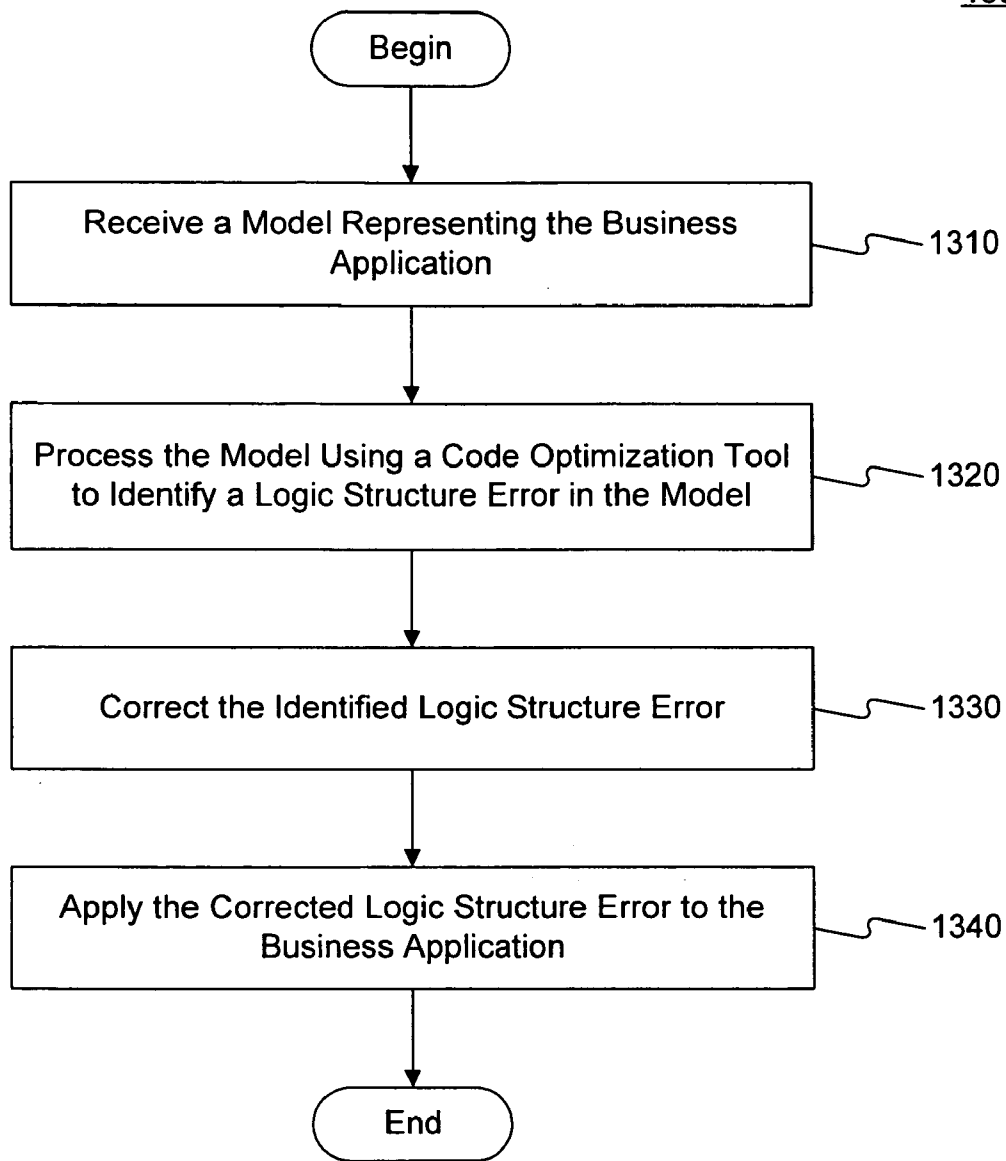 Begin
Receive a Model Representing the Business
Application
1310
Process the Model Using a Code Optimization Tool
to Identify a Logic Structure Error in the Model
1320
Correct the Identified Logic Structure Error
1330
Apply the Corrected Logic Structure Error to the
Business Application
1340
End